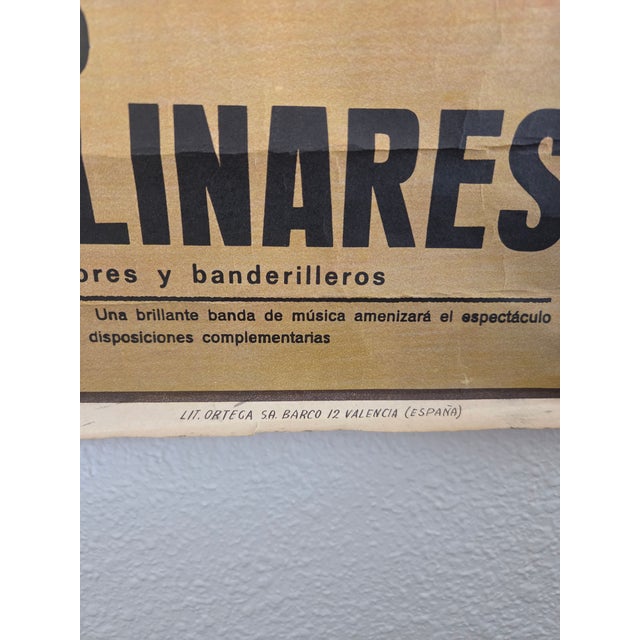 LINARES
ores y banderilleros
Una brillante banda de música amenizará el espectáculo
disposiciones complementarias
LIT. ORTEGA S.A. BARCO 12 VALENCIA (ESPAÑA)